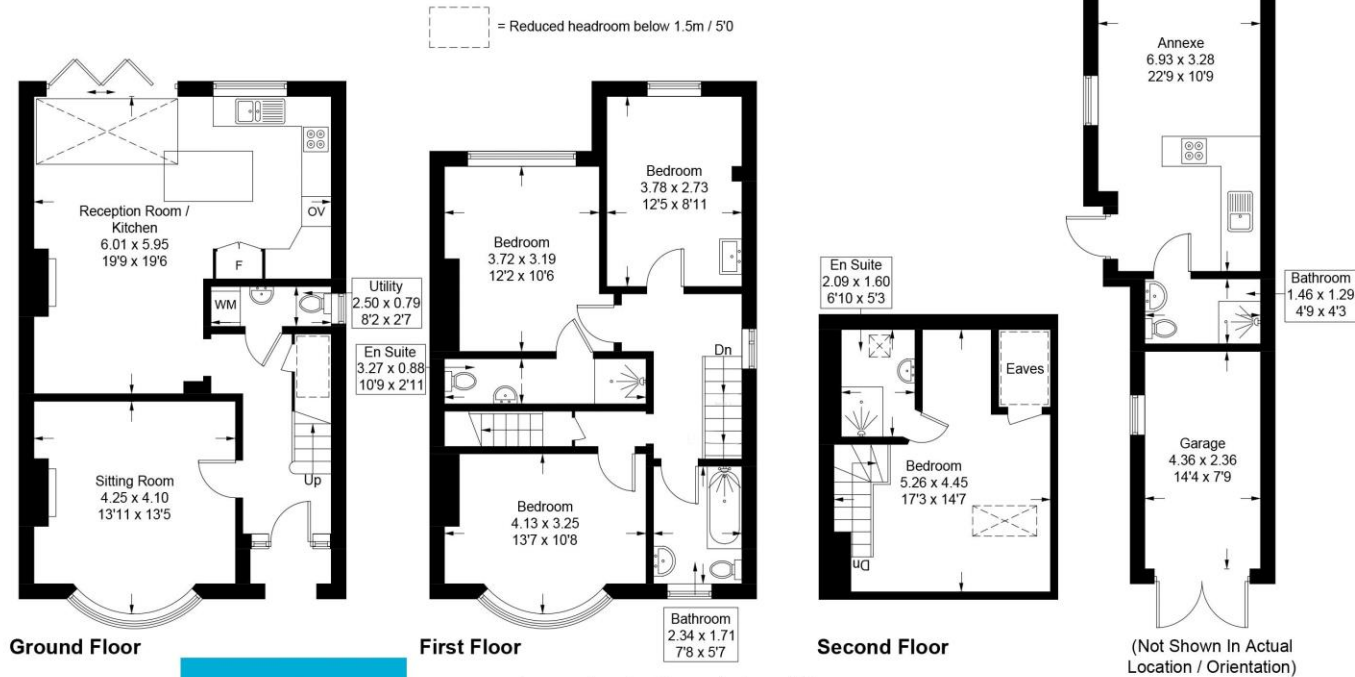 = Reduced headroom below 1.5m / 5'0
Reception Room /
Kitchen
6.01 x 5.95
19'9 x 19'6
OV
F
WM
Utility
2.50 x 0.79
8'2 x 2'7
Sitting Room
4.25 x 4.10
13'11 x 13'5
Up
Ground Floor
Bedroom
3.78 x 2.73
12'5 x 8'11
Bedroom
3.72 x 3.19
12'2 x 10'6
En Suite
3.27 x 0.88
10'9 x 2'11
Dn
Bedroom
4.13 x 3.25
13'7 x 10'8
Bathroom
2.34 x 1.71
7'8 x 5'7
First Floor
En Suite
2.09 x 1.60
6'10 x 5'3
Eaves
Bedroom
5.26 x 4.45
17'3 x 14'7
Dn
Second Floor
Annexe
6.93 x 3.28
22'9 x 10'9
Bathroom
1.46 x 1.29
4'9 x 4'3
Garage
4.36 x 2.36
14'4 x 7'9
(Not Shown In Actual
Location / Orientation)